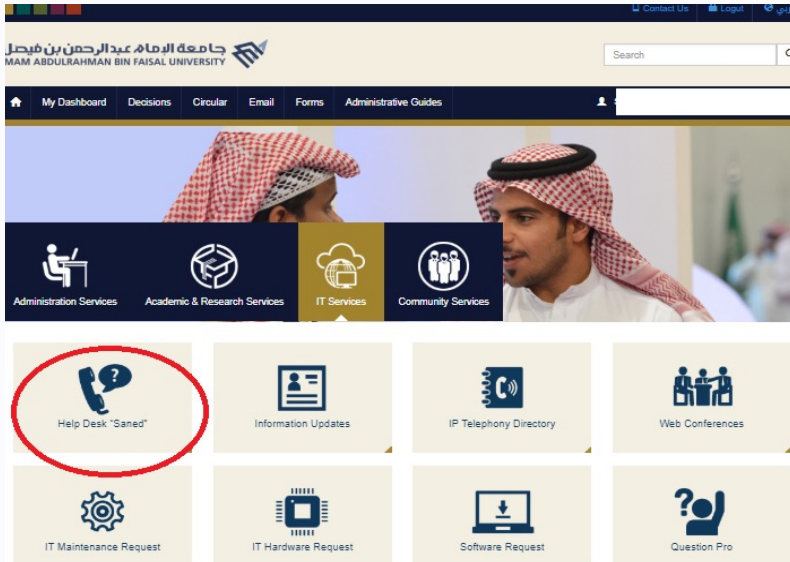 Contact Us
Logut
عربي
جامعة الإمام عبدالرحمن بن فيصل
MAM ABDULRAHMAN BIN FAISAL UNIVERSITY
Search
My Dashboard
Decisions
Circular
Email
Forms
Administrative Guides
Administration Services
Academic & Research Services
IT Services
Community Services
Help Desk "Saned"
Information Updates
IP Telephony Directory
Web Conferences
IT Maintenance Request
IT Hardware Request
Software Request
Question Pro